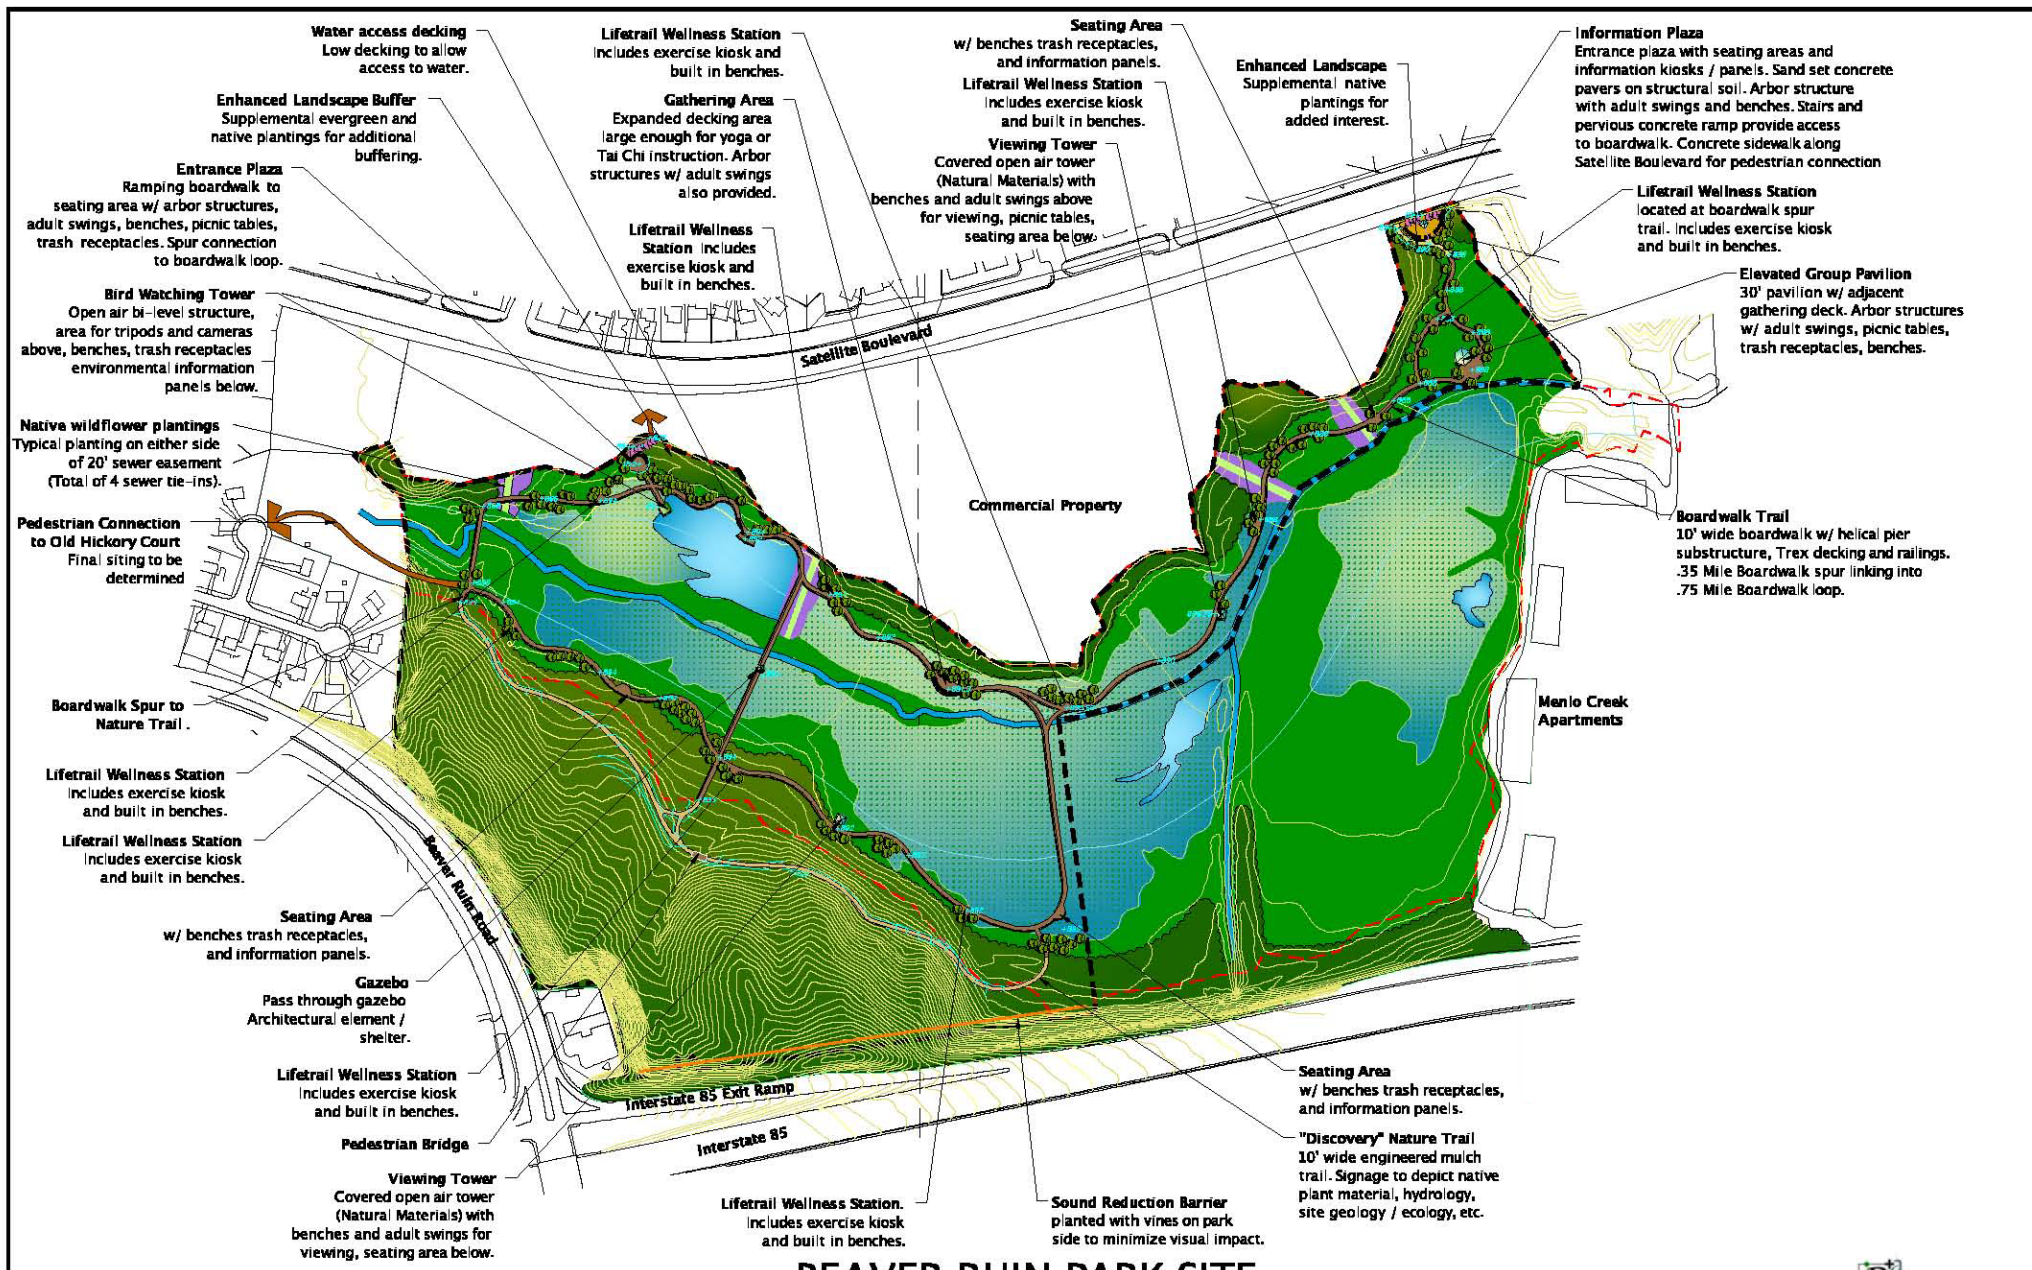 Water access decking
Low decking to allow
access to water.
Enhanced Landscape Buffer
Supplemental evergreen and
native plantings for additional
buffering.
Entrance Plaza
Ramping boardwalk to
seating area w/ arbor structures,
adult swings, benches, picnic tables,
trash receptacles. Spur connection
to boardwalk loop.
Bird Watching Tower
Open air bi-level structure,
area for tripods and cameras
above, benches, trash receptacles
environmental information
panels below.
Native wildflower plantings
Typical planting on either side
of 20' sewer easement
(Total of 4 sewer tie-ins).
Pedestrian Connection
to Old Hickory Court
Final siting to be
determined
Boardwalk Spur to
Nature Trail .
Lifetrail Wellness Station
Includes exercise kiosk
and built in benches.
Lifetrail Wellness Station
Includes exercise kiosk
and built in benches.
Seating Area
w/ benches trash receptacles,
and information panels.
Gazebo
Pass through gazebo
Architectural element /
shelter.
Lifetrail Wellness Station
Includes exercise kiosk
and built in benches.
Pedestrian Bridge
Viewing Tower
Covered open air tower
(Natural Materials) with
benches and adult swings for
viewing, seating area below.
Lifetrail Wellness Station
Includes exercise kiosk and
built in benches.
Gathering Area
Expanded decking area
large enough for yoga or
Tai Chi instruction. Arbor
structures w/ adult swings
also provided.
Lifetrail Wellness
Station Includes
exercise kiosk and
built in benches.
Seating Area
w/ benches trash receptacles,
and information panels.
Lifetrail Wellness Station
Includes exercise kiosk
and built in benches.
Viewing Tower
Covered open air tower
(Natural Materials) with
benches and adult swings above
for viewing, picnic tables,
seating area below.
Enhanced Landscape
Supplemental native
plantings for
added interest.
Information Plaza
Entrance plaza with seating areas and
information kiosks / panels. Sand set concrete
pavers on structural soil. Arbor structure
with adult swings and benches. Stairs and
pervious concrete ramp provide access
to boardwalk. Concrete sidewalk along
Satellite Boulevard for pedestrian connection
Lifetrail Wellness Station
located at boardwalk spur
trail. Includes exercise kiosk
and built in benches.
Elevated Group Pavilion
30' pavilion w/ adjacent
gathering deck. Arbor structures
w/ adult swings, picnic tables,
trash receptacles, benches.
Boardwalk Trail
10' wide boardwalk w/ helical pier
substructure, Trex decking and railings.
.35 Mile Boardwalk spur linking into
.75 Mile Boardwalk loop.
Satellite Boulevard
Commercial Property
Menlo Creek
Apartments
Beaver Ruin Road
Interstate 85 Exit Ramp
Interstate 85
Lifetrail Wellness Station.
Includes exercise kiosk
and built in benches.
Sound Reduction Barrier
planted with vines on park
side to minimize visual impact.
Seating Area
w/ benches trash receptacles,
and information panels.
"Discovery" Nature Trail
10' wide engineered mulch
trail. Signage to depict native
plant material, hydrology,
site geology / ecology, etc.
BEAVER RUIN PARK SITE